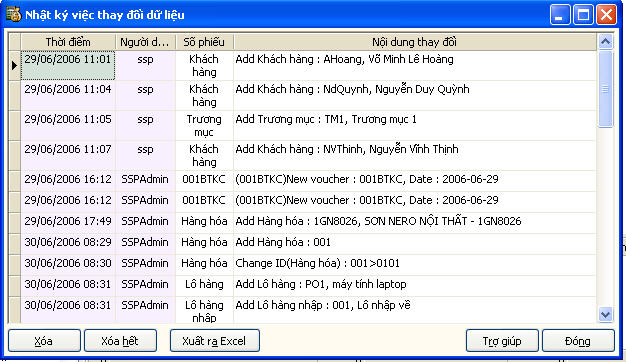 Nhật ký việc thay đổi dữ liệu
Thời điểm Người d... Số phiếu Nội dung thay đổi
29/06/2006 11:01 ssp Khách hàng Add Khách hàng : AHoang, Võ Minh Lê Hoàng
29/06/2006 11:04 ssp Khách hàng Add Khách hàng : NdQuynh, Nguyễn Duy Quỳnh
29/06/2006 11:05 ssp Trương mục Add Trương mục : TM1, Trương mục 1
29/06/2006 11:07 ssp Khách hàng Add Khách hàng : NVThinh, Nguyễn Vĩnh Thịnh
29/06/2006 16:12 SSPAdmin 001BTKC (001BTKC)New voucher : 001BTKC, Date : 2006-06-29
29/06/2006 16:12 SSPAdmin 001BTKC (001BTKC)New voucher : 001BTKC, Date : 2006-06-29
29/06/2006 17:49 SSPAdmin Hàng hóa Add Hàng hóa : 1GN8026, SƠN NERO NỘI THẤT - 1GN8026
30/06/2006 08:29 SSPAdmin Hàng hóa Add Hàng hóa : 001
30/06/2006 08:30 SSPAdmin Hàng hóa Change ID(Hàng hóa) : 001>0101
30/06/2006 08:31 SSPAdmin Lô hàng Add Lô hàng : PO1, máy tính laptop
30/06/2006 08:31 SSPAdmin Lô hàng nhập Add Lô hàng nhập : 001, Lô nhập về
Xóa Xóa hết Xuất ra Excel Trợ giúp Đóng